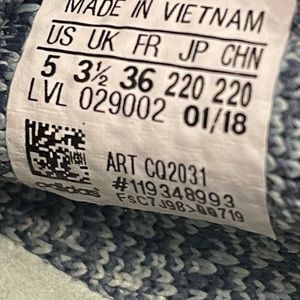 MADE IN VIETNAM
US UK FR JP CHN
5 3½ 36 220 220
LVL 029002 01/18
ART CQ2031
#119348993
adidas